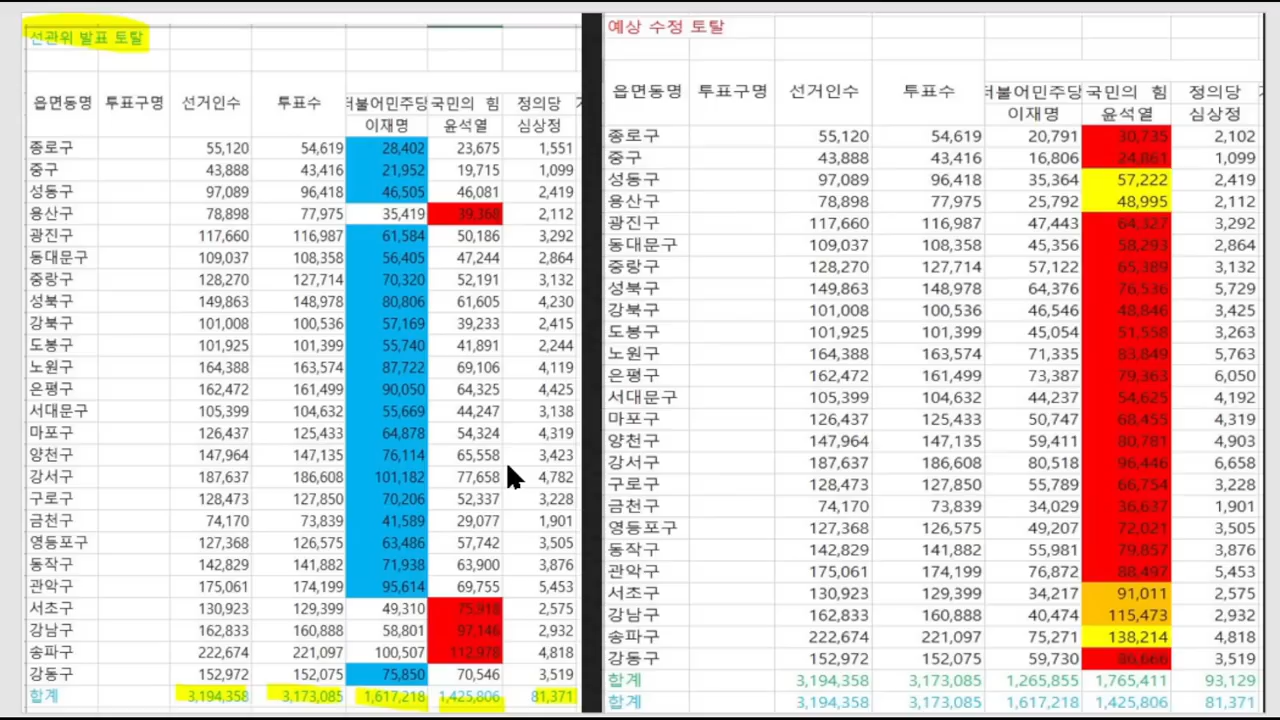 선관위 발표 토탈
읍면동명 투표구명 선거인수 투표수 더불어민주당 국민의 힘 정의당
이재명 윤석열 심상정
종로구 55,120 54,619 28,402 23,675 1,551
중구 43,888 43,416 21,952 19,715 1,099
성동구 97,089 96,418 46,505 46,081 2,419
용산구 78,898 77,975 35,419 39,368 2,112
광진구 117,660 116,987 61,584 50,186 3,292
동대문구 109,037 108,358 56,405 47,244 2,864
중랑구 128,270 127,714 70,320 52,191 3,132
성북구 149,863 148,978 80,806 61,605 4,230
강북구 101,008 100,536 57,169 39,233 2,415
도봉구 101,925 101,399 55,740 41,891 2,244
노원구 164,388 163,574 87,722 69,106 4,119
은평구 162,472 161,499 90,050 64,325 4,425
서대문구 105,399 104,632 55,669 44,247 3,138
마포구 126,437 125,433 64,878 54,324 4,319
양천구 147,964 147,135 76,114 65,558 3,423
강서구 187,637 186,608 101,182 77,658 4,782
구로구 128,473 127,850 70,206 52,337 3,228
금천구 74,170 73,839 41,589 29,077 1,901
영등포구 127,368 126,575 63,486 57,742 3,505
동작구 142,829 141,882 71,938 63,900 3,876
관악구 175,061 174,199 95,614 69,755 5,453
서초구 130,923 129,399 49,310 75,918 2,575
강남구 162,833 160,888 58,801 97,146 2,932
송파구 222,674 221,097 100,507 112,978 4,818
강동구 152,972 152,075 75,850 70,546 3,519
합계 3,194,358 3,173,085 1,617,218 1,425,806 81,371
예상 수정 토탈
읍면동명 투표구명 선거인수 투표수 더불어민주당 국민의 힘 정의당
이재명 윤석열 심상정
종로구 55,120 54,619 20,791 30,735 2,102
중구 43,888 43,416 16,806 24,861 1,099
성동구 97,089 96,418 35,364 57,222 2,419
용산구 78,898 77,975 25,792 48,995 2,112
광진구 117,660 116,987 47,443 64,327 3,292
동대문구 109,037 108,358 45,356 58,293 2,864
중랑구 128,270 127,714 57,122 65,389 3,132
성북구 149,863 148,978 64,376 76,536 5,729
강북구 101,008 100,536 46,546 48,846 3,425
도봉구 101,925 101,399 45,054 51,558 3,263
노원구 164,388 163,574 71,335 83,849 5,763
은평구 162,472 161,499 73,387 79,363 6,050
서대문구 105,399 104,632 44,237 54,625 4,192
마포구 126,437 125,433 50,747 68,455 4,319
양천구 147,964 147,135 59,411 80,781 4,903
강서구 187,637 186,608 80,518 96,446 6,658
구로구 128,473 127,850 55,789 66,754 3,228
금천구 74,170 73,839 34,029 36,637 1,901
영등포구 127,368 126,575 49,207 72,021 3,505
동작구 142,829 141,882 55,981 79,857 3,876
관악구 175,061 174,199 76,872 88,497 5,453
서초구 130,923 129,399 34,217 91,011 2,575
강남구 162,833 160,888 40,474 115,473 2,932
송파구 222,674 221,097 75,271 138,214 4,818
강동구 152,972 152,075 59,730 86,666 3,519
합계 3,194,358 3,173,085 1,265,855 1,765,411 93,129
합계 3,194,358 3,173,085 1,617,218 1,425,806 81,371